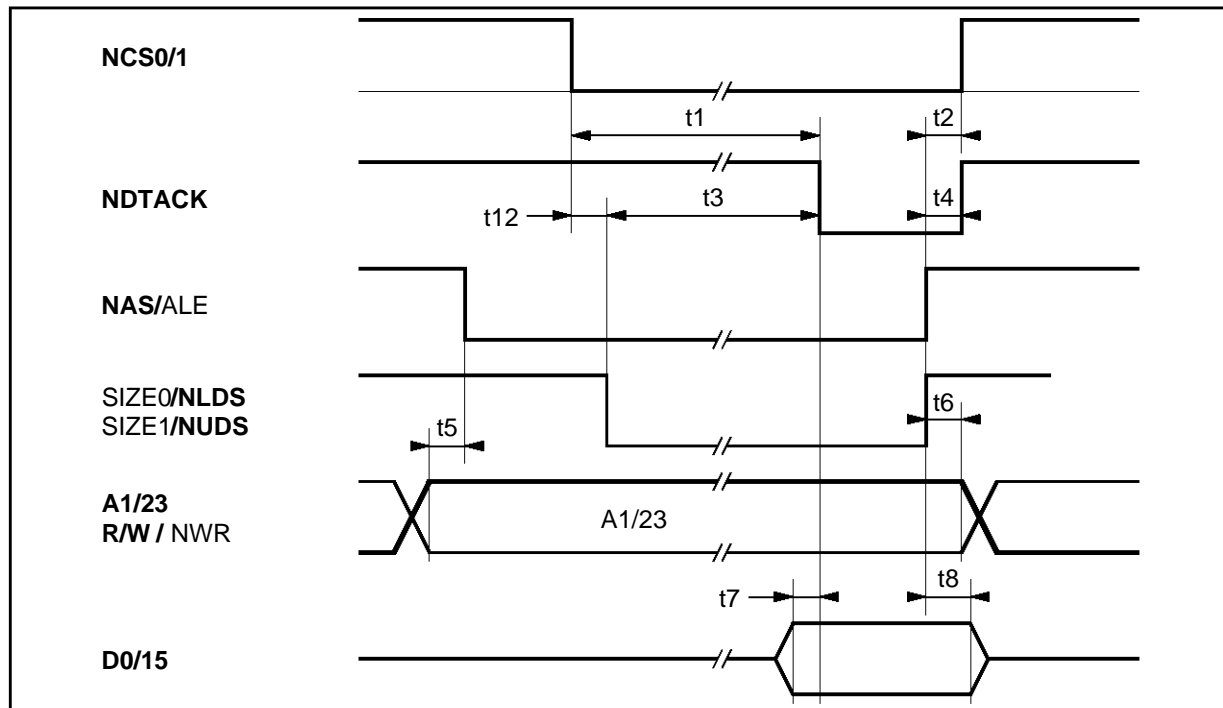 NCS0/1
t1
t2
NDTACK
t12
t3
t4
NAS/ALE
SIZE0/NLDS
SIZE1/NUDS
t5
t6
A1/23
R/W / NWR
A1/23
t7
t8
D0/15